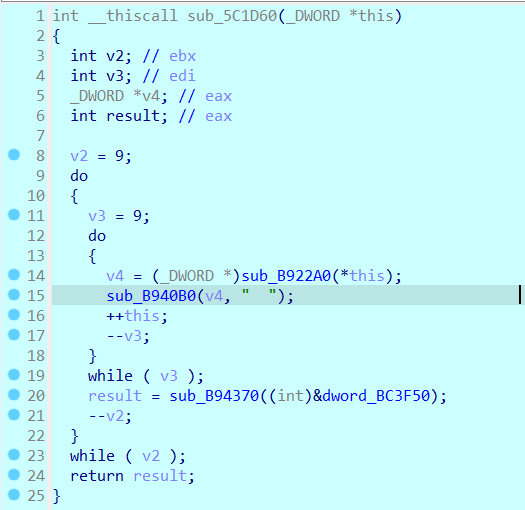 1 int __thiscall sub_5C1D60(_DWORD *this)
2 {
3 int v2; // ebx
4 int v3; // edi
5 _DWORD *v4; // eax
6 int result; // eax
7
8 v2 = 9;
9 do
10 {
11 v3 = 9;
12 do
13 {
14 v4 = (_DWORD *)sub_B922A0(*this);
15 sub_B940B0(v4, "  ");
16 ++this;
17 --v3;
18 }
19 while ( v3 );
20 result = sub_B94370((int)&dword_BC3F50);
21 --v2;
22 }
23 while ( v2 );
24 return result;
25 }